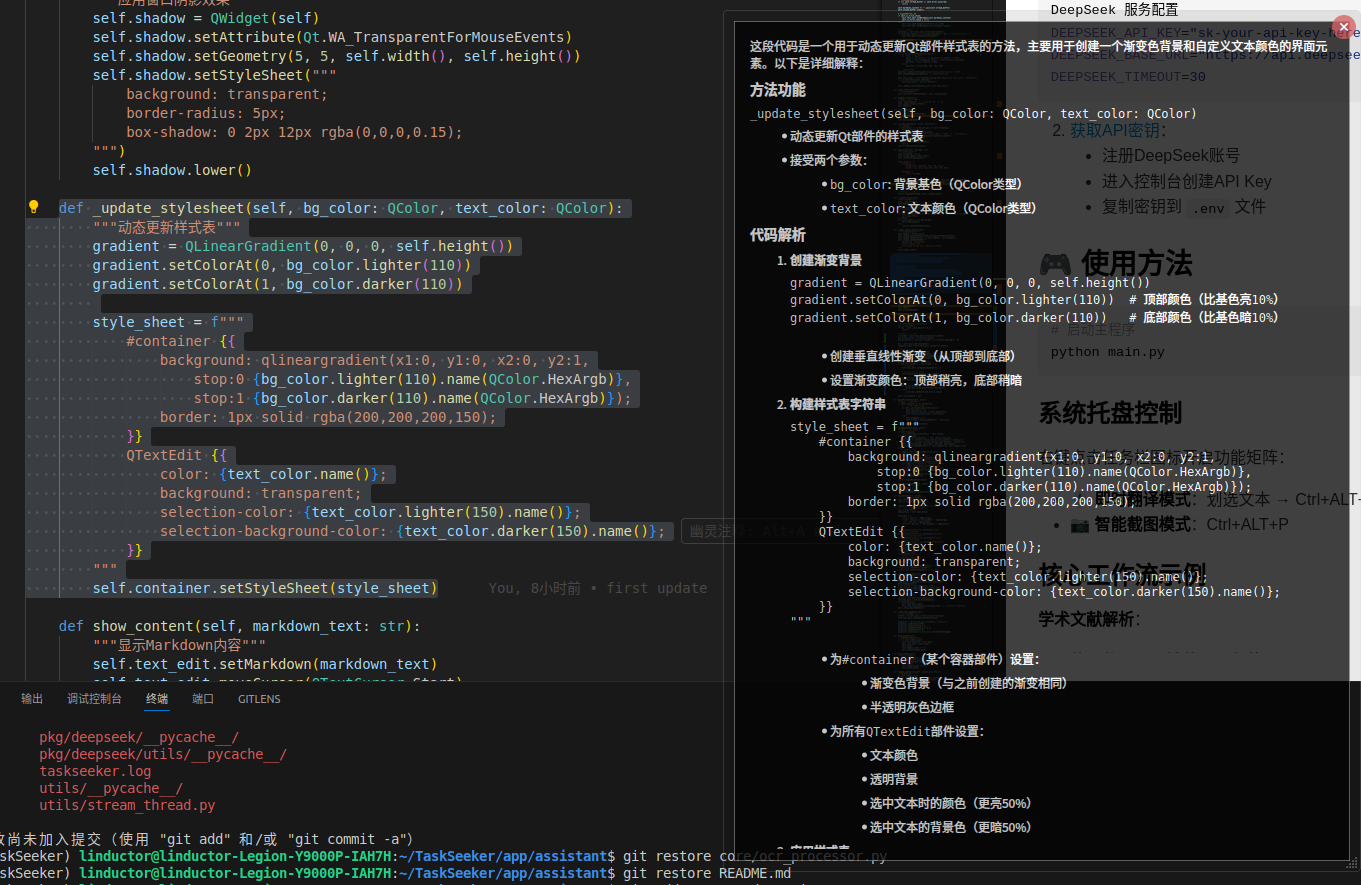 应用窗口阴影效果
self.shadow = QWidget(self)
self.shadow.setAttribute(Qt.WA_TransparentForMouseEvents)
self.shadow.setGeometry(5, 5, self.width(), self.height())
self.shadow.setStyleSheet("""
background: transparent;
border-radius: 5px;
box-shadow: 0 2px 12px rgba(0,0,0,0.15);
""")
self.shadow.lower()
def _update_stylesheet(self, bg_color: QColor, text_color: QColor):
"""动态更新样式表"""
gradient = QLinearGradient(0, 0, 0, self.height())
gradient.setColorAt(0, bg_color.lighter(110))
gradient.setColorAt(1, bg_color.darker(110))
style_sheet = f"""
#container {{
background: qlineargradient(x1:0, y1:0, x2:0, y2:1,
stop:0 {bg_color.lighter(110).name(QColor.HexArgb)},
stop:1 {bg_color.darker(110).name(QColor.HexArgb)});
border: 1px solid rgba(200,200,200,150);
}}
QTextEdit {{
color: {text_color.name()};
background: transparent;
selection-color: {text_color.lighter(150).name()};
selection-background-color: {text_color.darker(150).name()};
}}
"""
self.container.setStyleSheet(style_sheet)
You, 8小时前 • first update
def show_content(self, markdown_text: str):
"""显示Markdown内容"""
self.text_edit.setMarkdown(markdown_text)
self.text_edit.moveCursor(QTextCursor.Start)
幽灵注释: Alt+A
输出 调试控制台 终端 端口 GITLENS
pkg/deepseek/__pycache__/
pkg/deepseek/utils/__pycache__/
taskseeker.log
utils/__pycache__/
utils/stream_thread.py
尚未加入提交（使用 "git add" 和/或 "git commit -a"）
skSeeker) linductor@linductor-Legion-Y9000P-IAH7H:~/TaskSeeker/app/assistant$ git restore core/ocr_processor.py
skSeeker) linductor@linductor-Legion-Y9000P-IAH7H:~/TaskSeeker/app/assistant$ git restore README.md
这段代码是一个用于动态更新Qt部件样式表的方法，主要用于创建一个渐变色背景和自定义文本颜色的界面元
素。以下是详细解释：
方法功能
_update_stylesheet(self, bg_color: QColor, text_color: QColor)
• 动态更新Qt部件的样式表
• 接受两个参数：
• bg_color: 背景基色（QColor类型）
• text_color: 文本颜色（QColor类型）
代码解析
1. 创建渐变背景
gradient = QLinearGradient(0, 0, 0, self.height())
gradient.setColorAt(0, bg_color.lighter(110)) # 顶部颜色（比基色亮10%）
gradient.setColorAt(1, bg_color.darker(110)) # 底部颜色（比基色暗10%）
• 创建垂直线性渐变（从顶部到底部）
• 设置渐变颜色：顶部稍亮，底部稍暗
2. 构建样式表字符串
style_sheet = f"""
#container {{
background: qlineargradient(x1:0, y1:0, x2:0, y2:1,
stop:0 {bg_color.lighter(110).name(QColor.HexArgb)},
stop:1 {bg_color.darker(110).name(QColor.HexArgb)});
border: 1px solid rgba(200,200,200,150);
}}
QTextEdit {{
color: {text_color.name()};
background: transparent;
selection-color: {text_color.lighter(150).name()};
selection-background-color: {text_color.darker(150).name()};
}}
"""
• 为#container（某个容器部件）设置：
• 渐变色背景（与之前创建的渐变相同）
• 半透明灰色边框
• 为所有QTextEdit部件设置：
• 文本颜色
• 透明背景
• 选中文本时的颜色（更亮50%）
• 选中文本的背景色（更暗50%）
DeepSeek 服务配置
DEEPSEEK_API_KEY="sk-your-api-key-here
DEEPSEEK_BASE_URL="https://api.deepsee
DEEPSEEK_TIMEOUT=30
2. 获取API密钥：
• 注册DeepSeek账号
• 进入控制台创建API Key
• 复制密钥到 .env 文件
🎮 使用方法
# 启动主程序
python main.py
系统托盘控制
功能矩阵：
翻译模式：划选文本 → Ctrl+ALT-
• 📷 智能截图模式：Ctrl+ALT+P
核心工作流示例
学术文献解析：